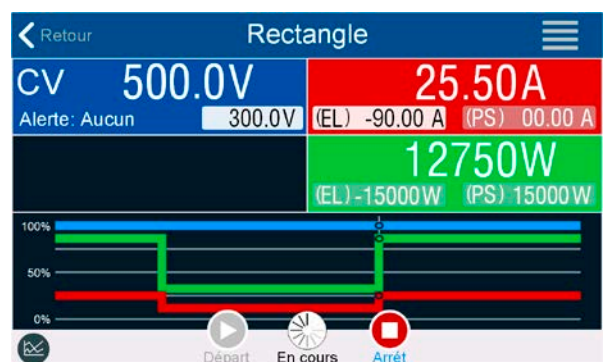 Retour Rectangle
CV 500.0V 25.50A
Alerte: Aucun 300.0V (EL) -90.00 A (PS) 00.00 A
12750W
(EL)-15000W (PS) 15000W
100%
50%
0%
Départ En cours Arrét